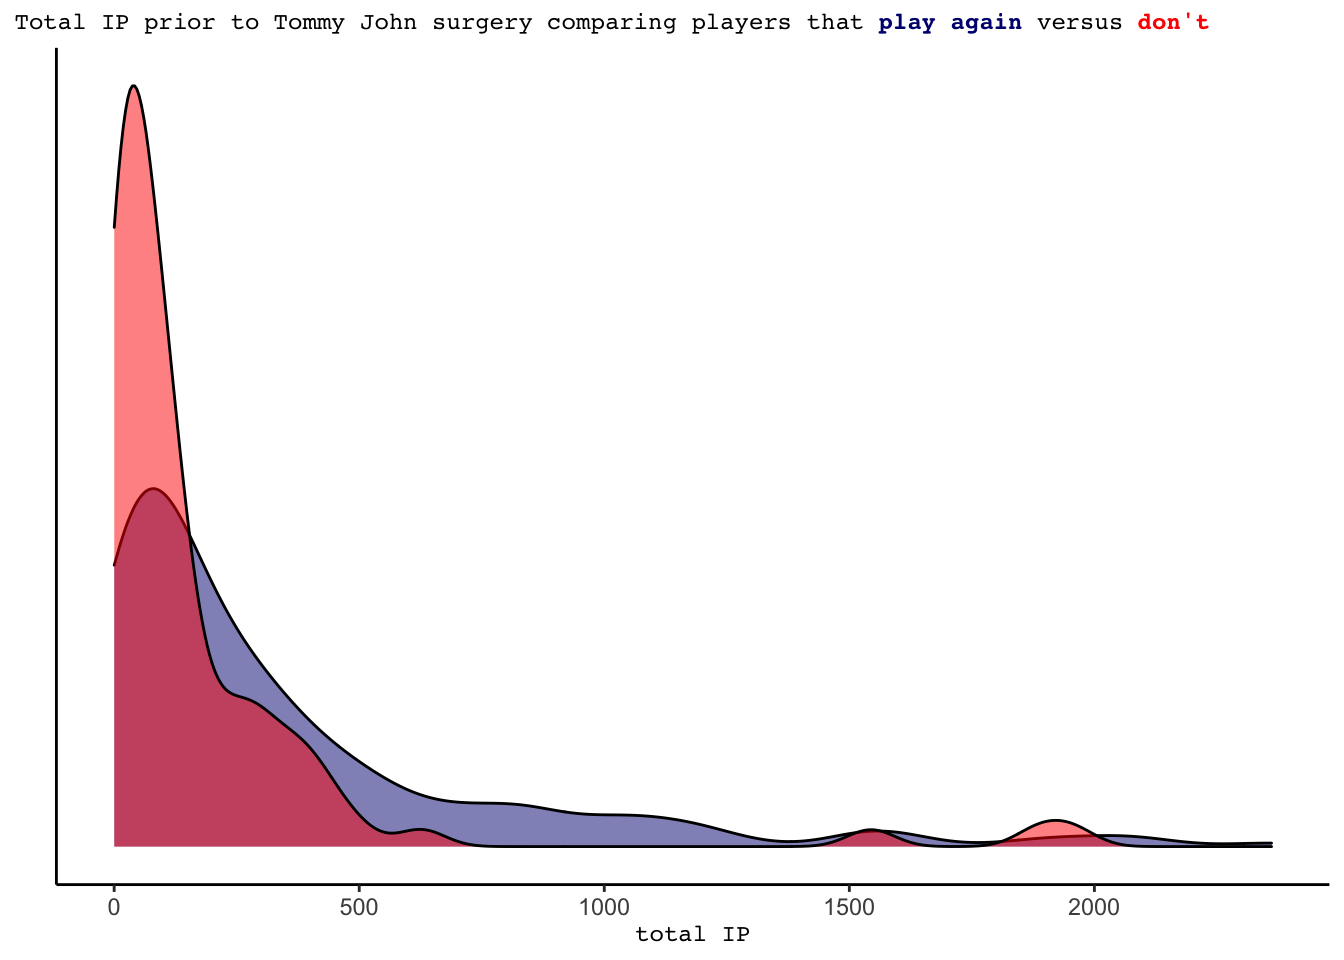 Total IP prior to Tommy John surgery comparing players that play again versus don't
0 500 1000 1500 2000
total IP